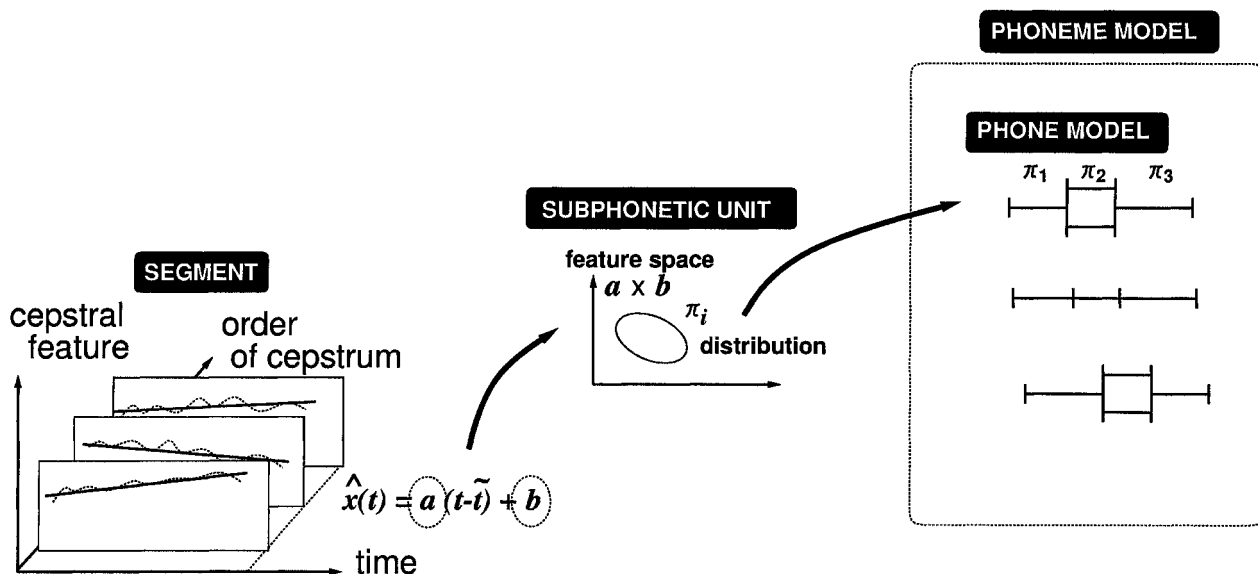 PHONEME MODEL
PHONE MODEL
π₁ π₂ π₃
SUBPHONETIC UNIT
feature space
a x b
πᵢ
distribution
SEGMENT
cepstral
feature
order
of cepstrum
x̂(t) = a (t-t̃) + b
time